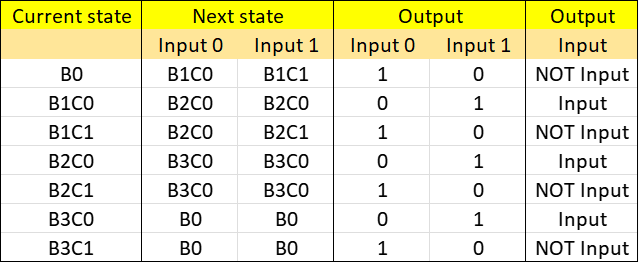 Current state Next state Output Output
Input 0 Input 1 Input 0 Input 1 Input
B0 B1C0 B1C1 1 0 NOT Input
B1C0 B2C0 B2C0 0 1 Input
B1C1 B2C0 B2C1 1 0 NOT Input
B2C0 B3C0 B3C0 0 1 Input
B2C1 B3C0 B3C0 1 0 NOT Input
B3C0 B0 B0 0 1 Input
B3C1 B0 B0 1 0 NOT Input